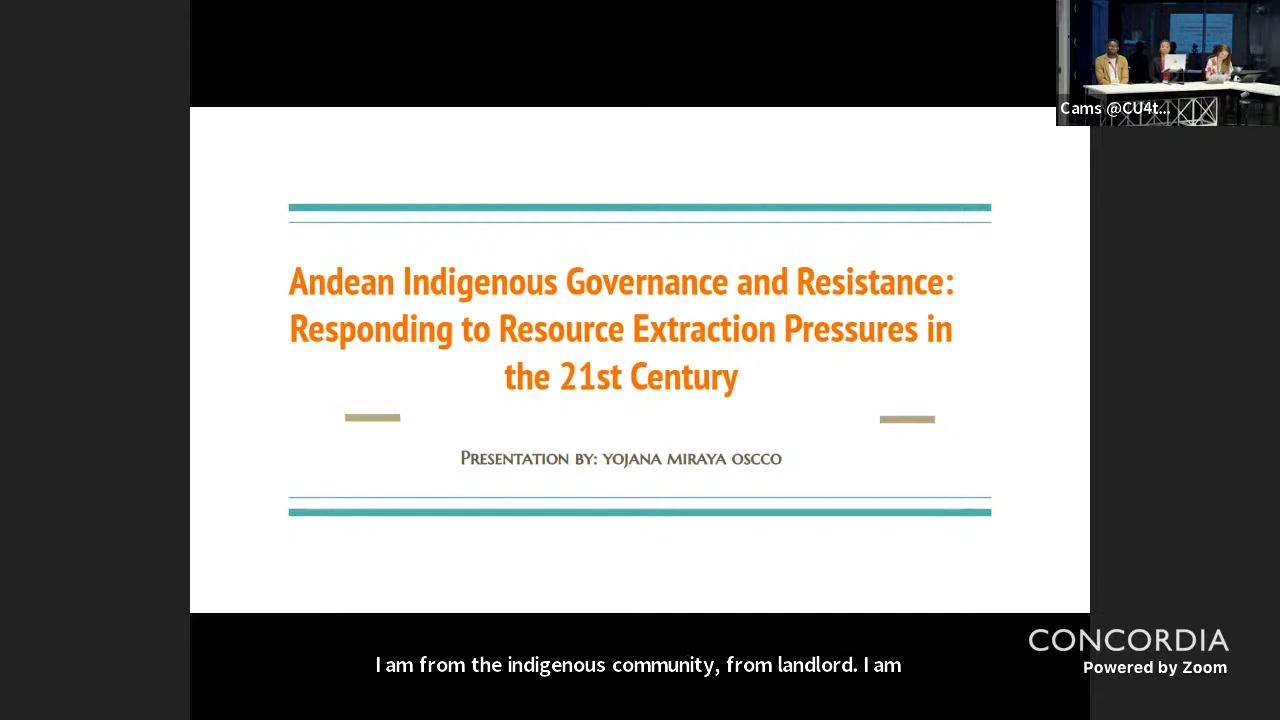 Cams @CU4t...
Andean Indigenous Governance and Resistance:
Responding to Resource Extraction Pressures in
the 21st Century
Presentation by: yojana miraya oscco
CONCORDIA
Powered by Zoom
I am from the indigenous community, from landlord. I am